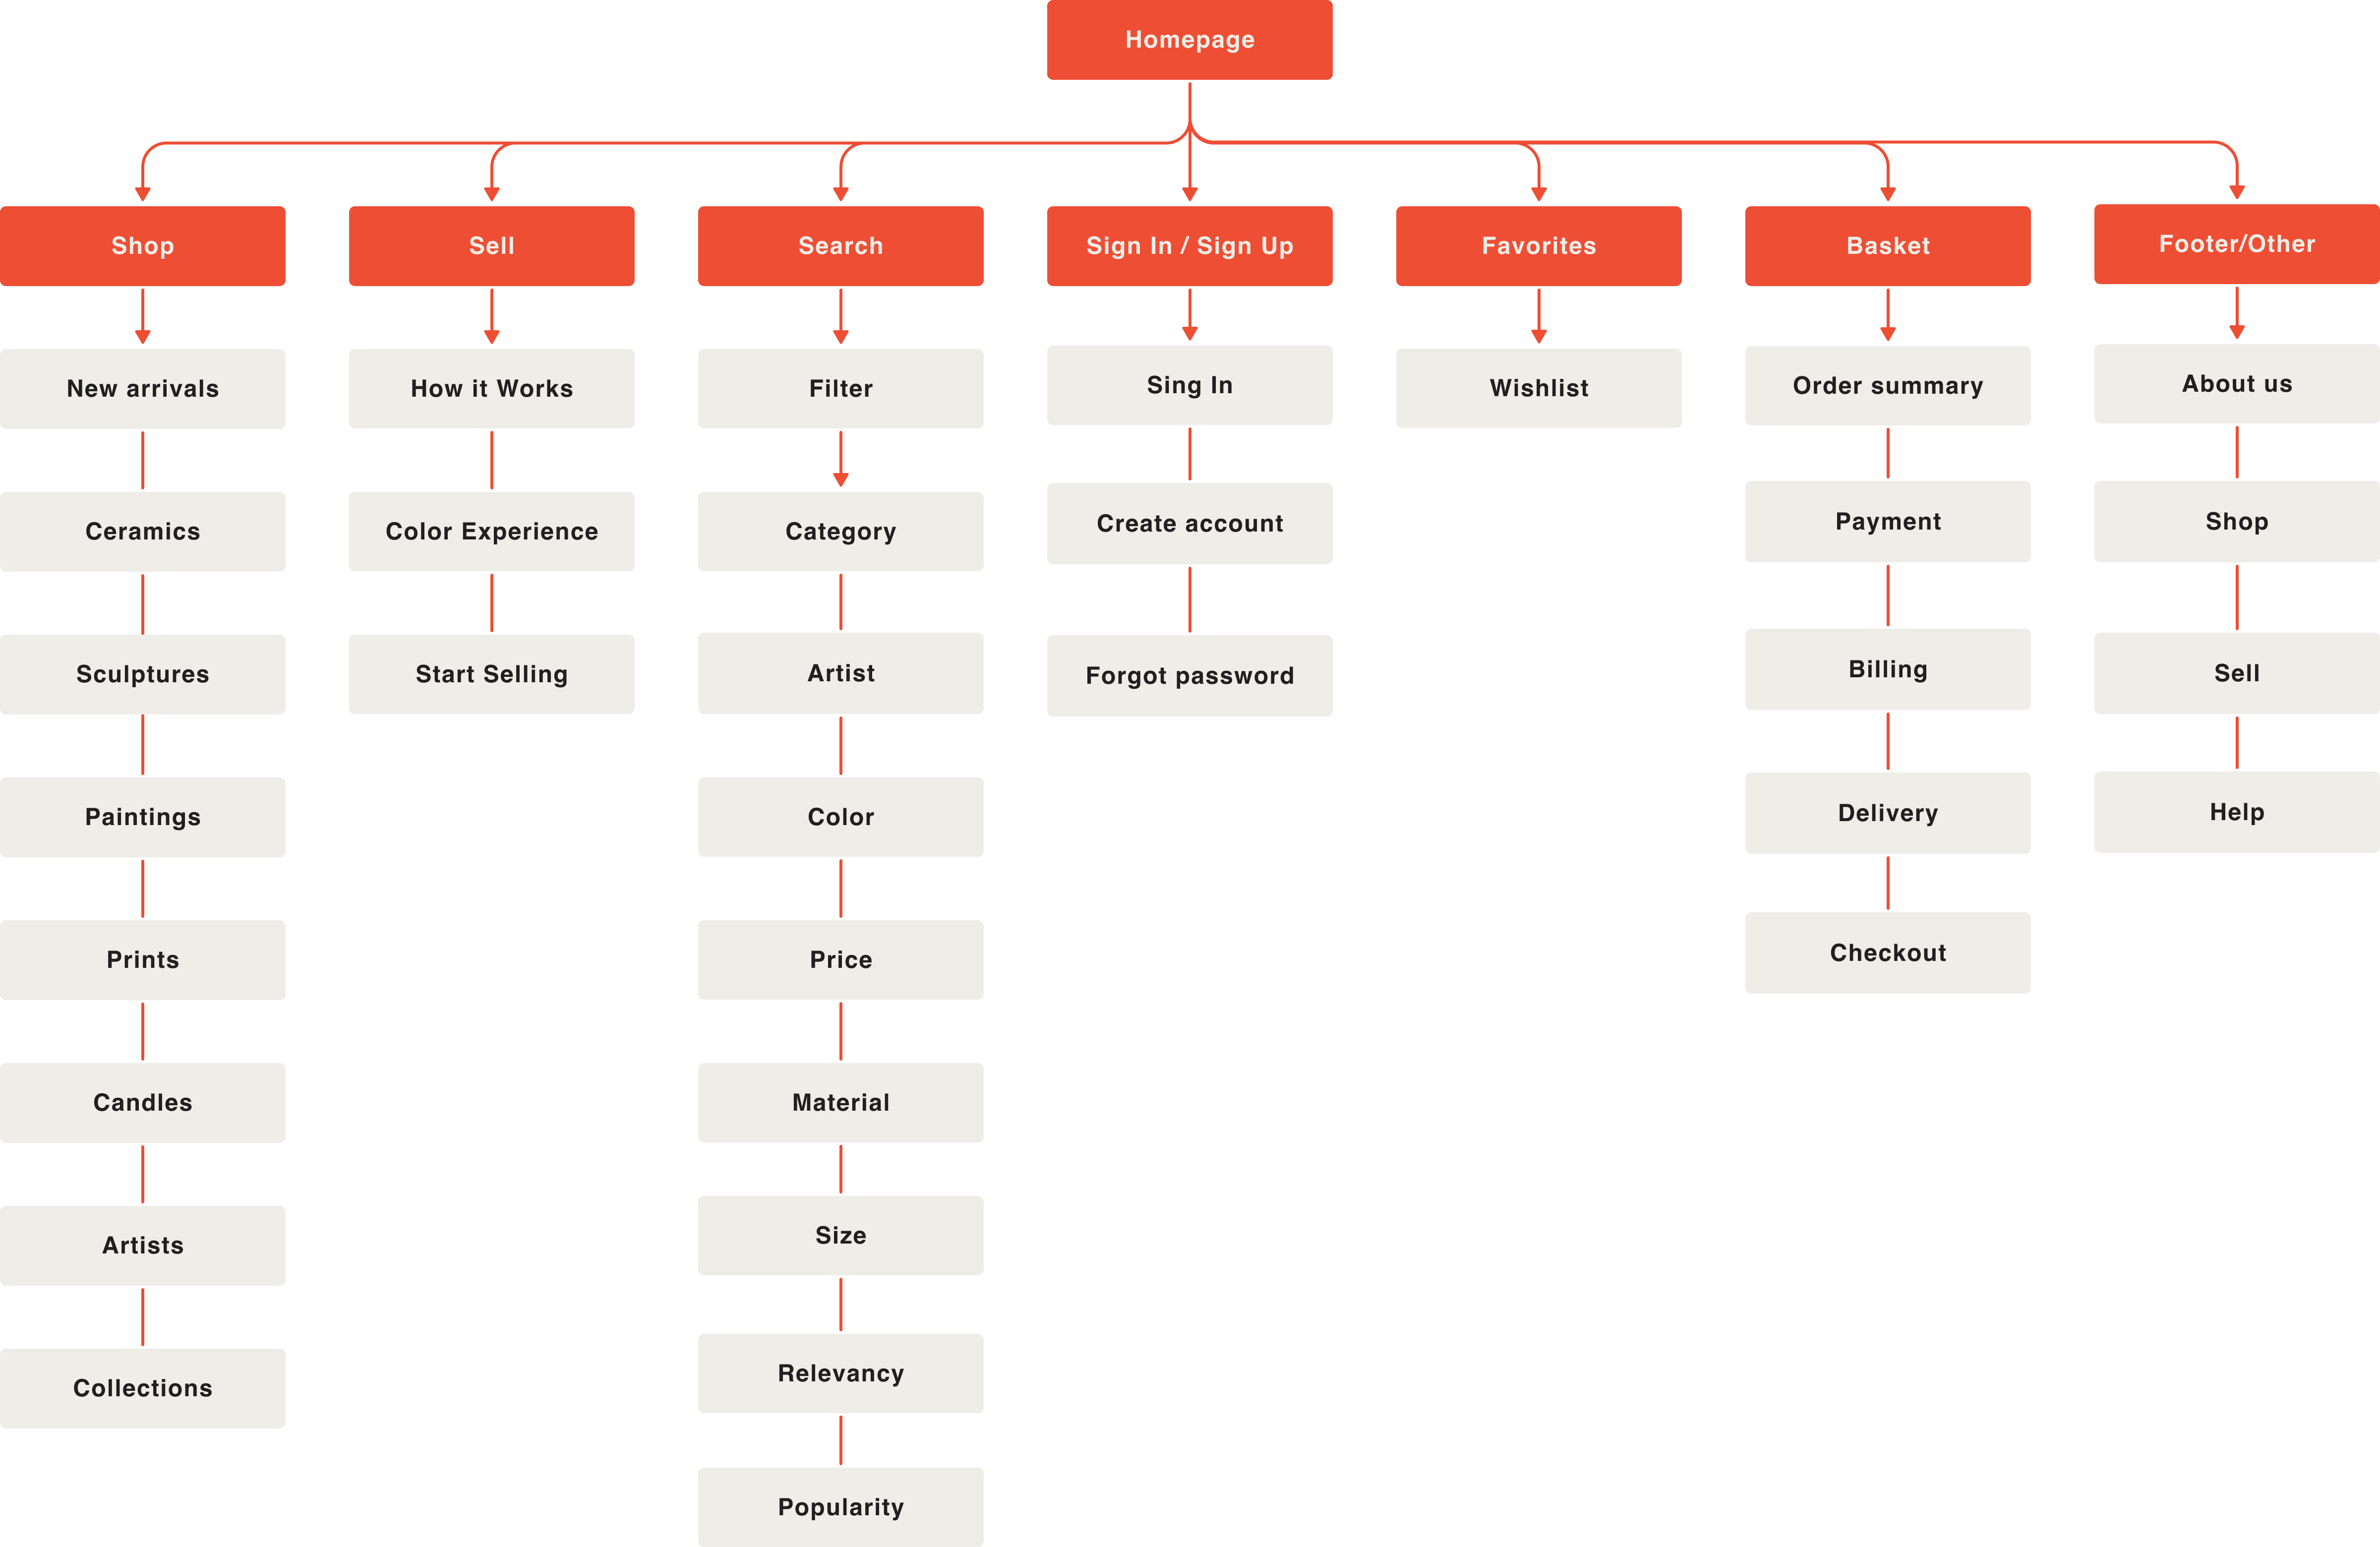 Homepage
Shop
Sell
Search
Sign In / Sign Up
Favorites
Basket
Footer/Other
New arrivals
Ceramics
Sculptures
Paintings
Prints
Candles
Artists
Collections
How it Works
Color Experience
Start Selling
Filter
Category
Artist
Color
Price
Material
Size
Relevancy
Popularity
Sing In
Create account
Forgot password
Wishlist
Order summary
Payment
Billing
Delivery
Checkout
About us
Shop
Sell
Help